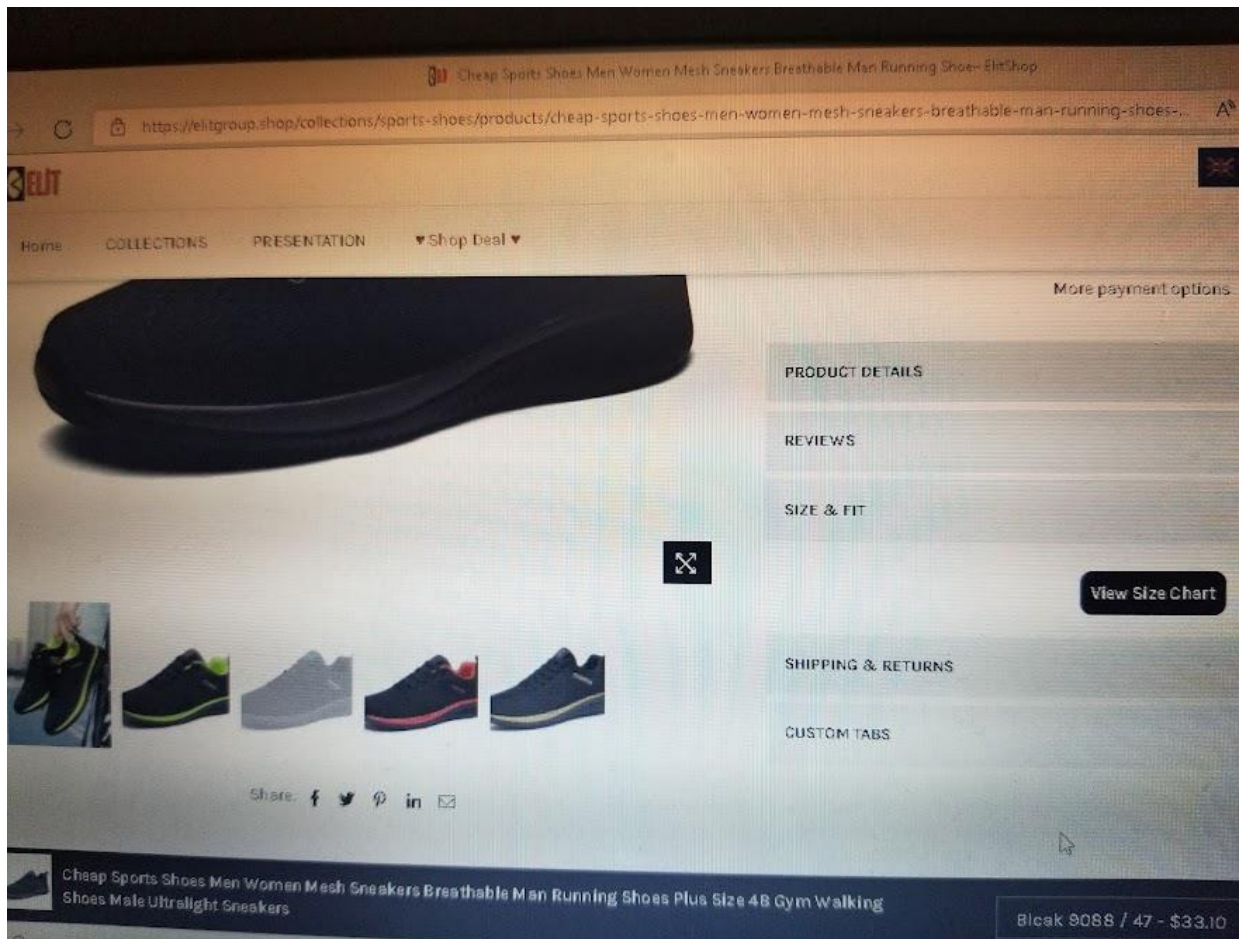 Cheap Sports Shoes Men Women Mesh Sneakers Breathable Man Running Shoe– ElitShop
https://elitgroup.shop/collections/sports-shoes/products/cheap-sports-shoes-men-women-mesh-sneakers-breathable-man-running-shoes-...
ELIT
Home COLLECTIONS PRESENTATION ♥ Shop Deal ♥
More payment options
PRODUCT DETAILS
REVIEWS
SIZE & FIT
View Size Chart
SHIPPING & RETURNS
CUSTOM TABS
Share:
Cheap Sports Shoes Men Women Mesh Sneakers Breathable Man Running Shoes Plus Size 48 Gym Walking
Shoes Male Ultralight Sneakers
Blcak 9088 / 47 - $33.10